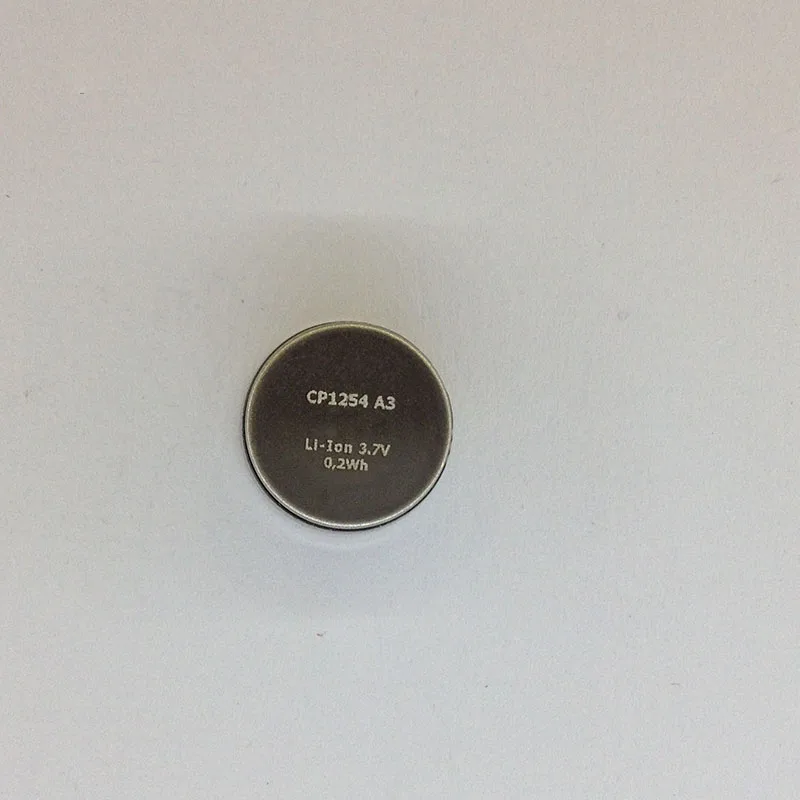 CP1254 A3
Li-Ion 3.7V
0,2Wh